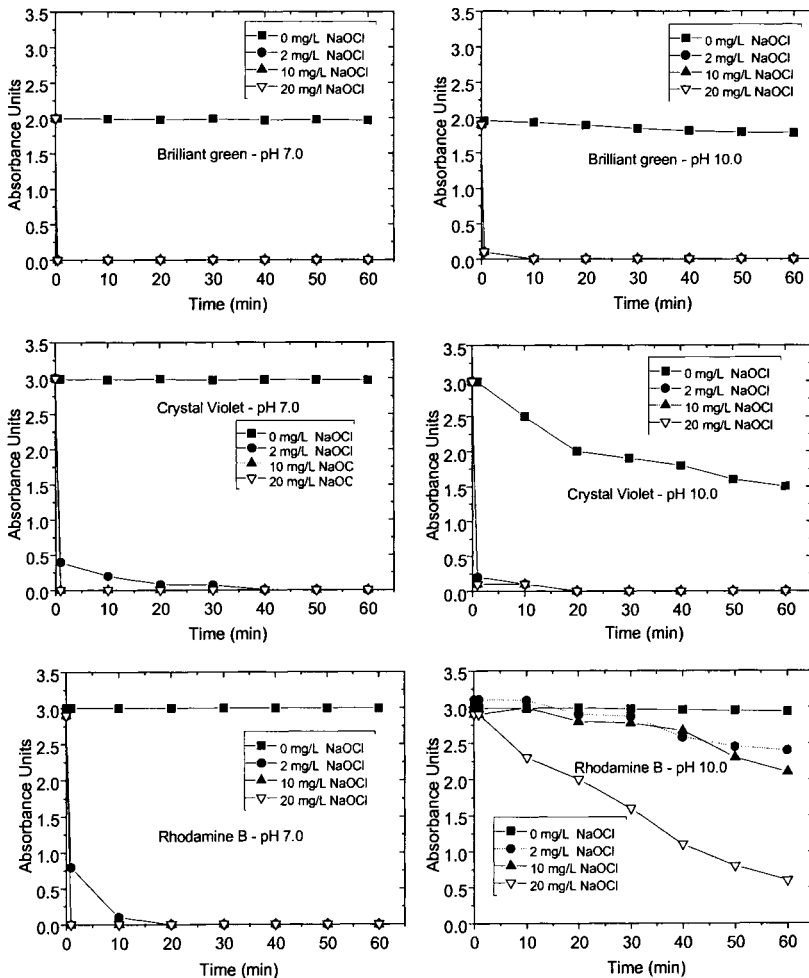 3.5
3.0
2.5
2.0
1.5
1.0
0.5
0.0
Absorbance Units
0 mg/L NaOCl
2 mg/L NaOCl
10 mg/L NaOCl
20 mg/l NaOCl
Brilliant green - pH 7.0
0 10 20 30 40 50 60
Time (min)
3.5
3.0
2.5
2.0
1.5
1.0
0.5
0.0
Absorbance Units
0 mg/L NaOCl
2 mg/L NaOCl
10 mg/L NaOCl
20 mg/L NaOCl
Brilliant green - pH 10.0
0 10 20 30 40 50 60
Time (min)
3.5
3.0
2.5
2.0
1.5
1.0
0.5
0.0
Absorbance Units
Crystal Violet - pH 7.0
0 mg/L NaOCl
2 mg/L NaOCl
10 mg/L NaOC
20 mg/L NaOC
0 10 20 30 40 50 60
Time (min)
3.5
3.0
2.5
2.0
1.5
1.0
0.5
0.0
Absorbance Units
0 mg/L NaOCl
2 mg/L NaOCl
10 mg/L NaOCl
20 mg/L NaOCl
Crystal Violet - pH 10.0
0 10 20 30 40 50 60
Time (min)
3.5
3.0
2.5
2.0
1.5
1.0
0.5
0.0
Absorbance Units
0 mg/L NaOCl
2 mg/L NaOCl
10 mg/L NaOCl
20 mg/L NaOCl
Rhodamine B - pH 7.0
0 10 20 30 40 50 60
Time (min)
3.5
3.0
2.5
2.0
1.5
1.0
0.5
0.0
Absorbance Units
Rhodamine B - pH 10.0
0 mg/L NaOCl
2 mg/L NaOCl
10 mg/L NaOCl
20 mg/L NaOCl
0 10 20 30 40 50 60
Time (min)